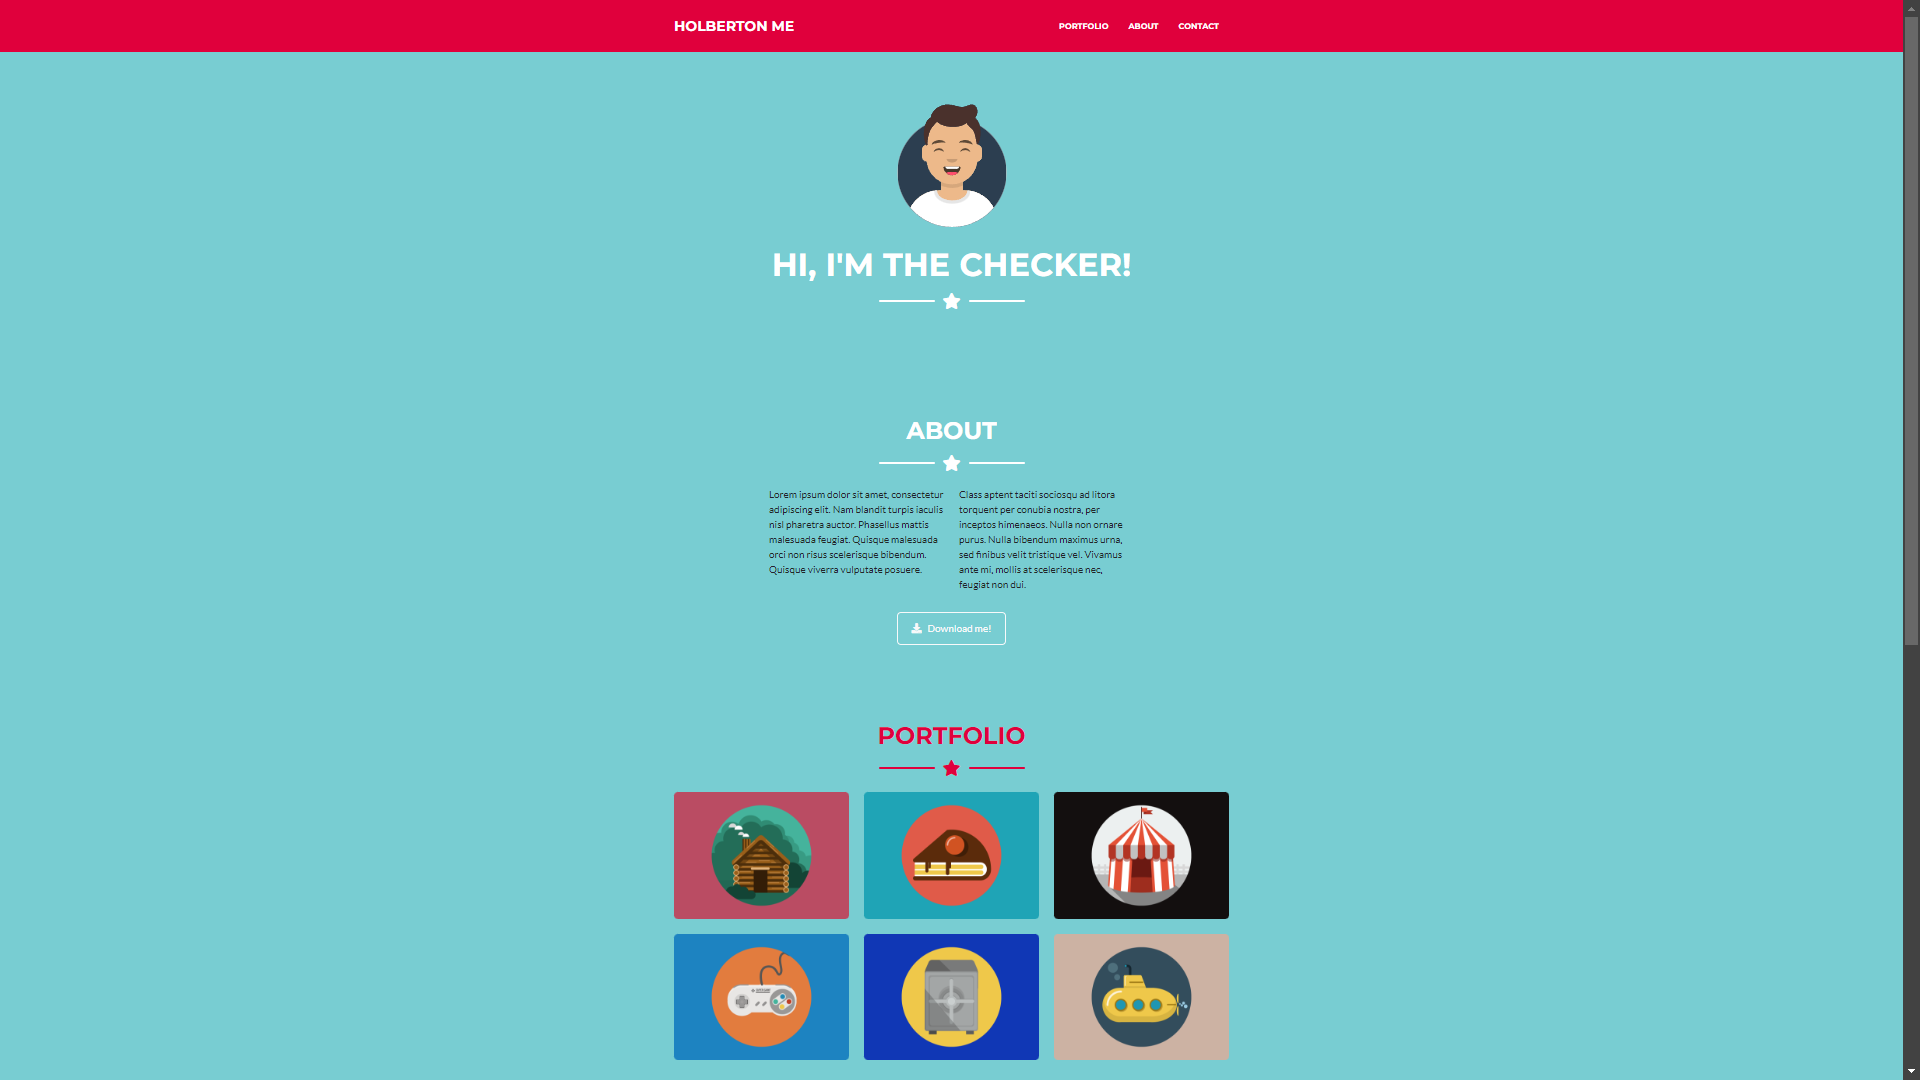 HOLBERTON ME
PORTFOLIO ABOUT CONTACT
HI, I'M THE CHECKER!
ABOUT
Lorem ipsum dolor sit amet, consectetur
adipiscing elit. Nam blandit turpis iaculis
nisl pharetra auctor. Phasellus mattis
malesuada feugiat. Quisque malesuada
orci non risus scelerisque bibendum.
Quisque viverra vulputate posuere.
Class aptent taciti sociosqu ad litora
torquent per conubia nostra, per
inceptos himenaeos. Nulla non ornare
purus. Nulla bibendum maximus urna,
sed finibus velit tristique vel. Vivamus
ante mi, mollis at scelerisque nec,
feugiat non dui.
Download me!
PORTFOLIO